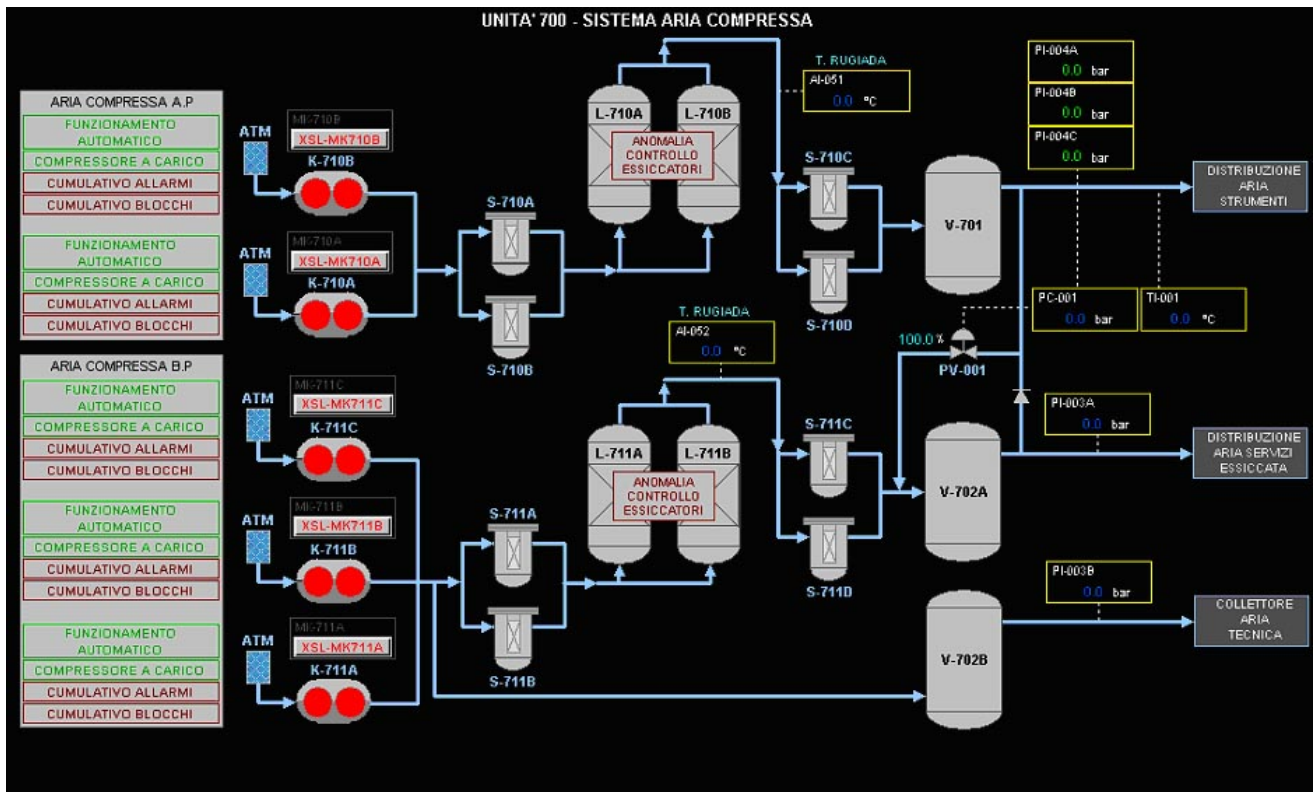 UNITA' 700 - SISTEMA ARIA COMPRESSA
ARIA COMPRESSA A.P
FUNZIONAMENTO
AUTOMATICO
COMPRESSORE A CARICO
CUMULATIVO ALLARMI
CUMULATIVO BLOCCHI
FUNZIONAMENTO
AUTOMATICO
COMPRESSORE A CARICO
CUMULATIVO ALLARMI
CUMULATIVO BLOCCHI
ARIA COMPRESSA B.P
FUNZIONAMENTO
AUTOMATICO
COMPRESSORE A CARICO
CUMULATIVO ALLARMI
CUMULATIVO BLOCCHI
FUNZIONAMENTO
AUTOMATICO
COMPRESSORE A CARICO
CUMULATIVO ALLARMI
CUMULATIVO BLOCCHI
FUNZIONAMENTO
AUTOMATICO
COMPRESSORE A CARICO
CUMULATIVO ALLARMI
CUMULATIVO BLOCCHI
ATM
MK-710B
XSL-MK710B
K-710B
ATM
MK-710A
XSL-MK710A
K-710A
ATM
MK-711C
XSL-MK711C
K-711C
ATM
MK-711B
XSL-MK711B
K-711B
ATM
MK-711A
XSL-MK711A
K-711A
S-710A
S-710B
L-710A
L-710B
ANOMALIA
CONTROLLO
ESSICCATORI
T. RUGIADA
AI-051
0.0 °C
S-710C
S-710D
V-701
PI-004A
0.0 bar
PI-004B
0.0 bar
PI-004C
0.0 bar
DISTRIBUZIONE
ARIA
STRUMENTI
PC-001
0.0 bar
TI-001
0.0 °C
100.0 %
PV-001
T. RUGIADA
AI-052
0.0 °C
S-711A
S-711B
L-711A
L-711B
ANOMALIA
CONTROLLO
ESSICCATORI
S-711C
S-711D
V-702A
PI-003A
0.0 bar
DISTRIBUZIONE
ARIA SERVIZI
ESSICCATA
V-702B
PI-003B
0.0 bar
COLLETTORE
ARIA
TECNICA